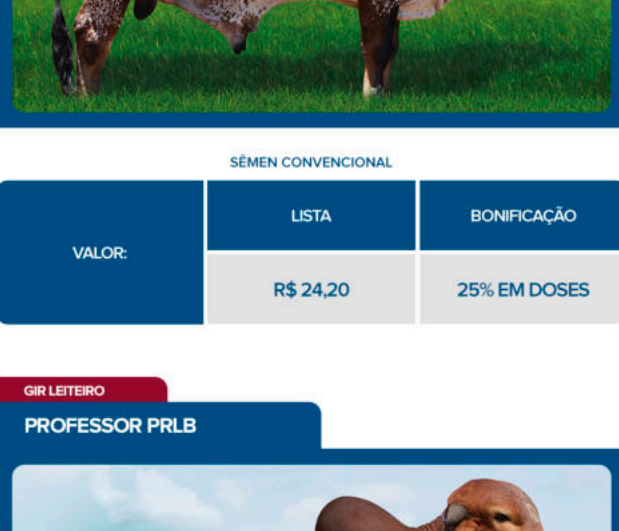 SÊMEN CONVENCIONAL
VALOR:
LISTA
BONIFICAÇÃO
R$ 24,20
25% EM DOSES
GIR LEITEIRO
PROFESSOR PRLB